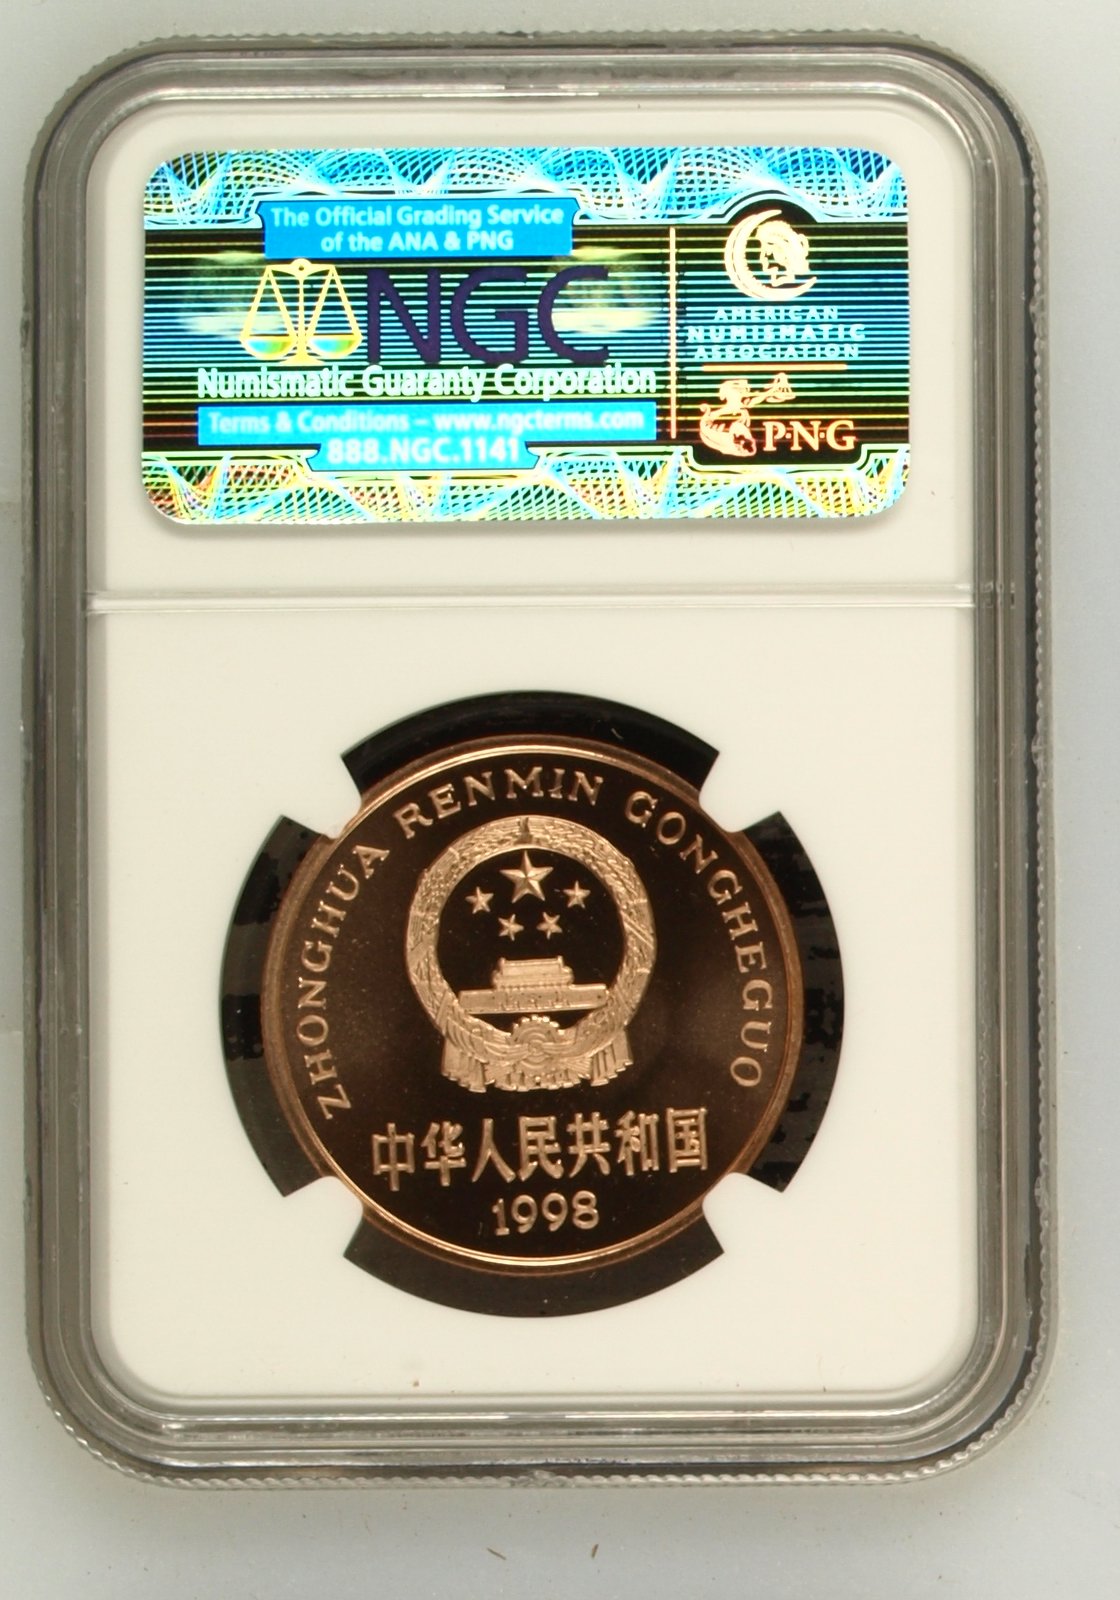 The Official Grading Service
of the ANA & PNG
NGC
Numismatic Guaranty Corporation
Terms & Conditions – www.ngcterms.com
888.NGC.1141
AMERICAN
NUMISMATIC
ASSOCIATION
P·N·G
ZHONGHUA RENMIN GONGHEGUO
中华人民共和国
1998